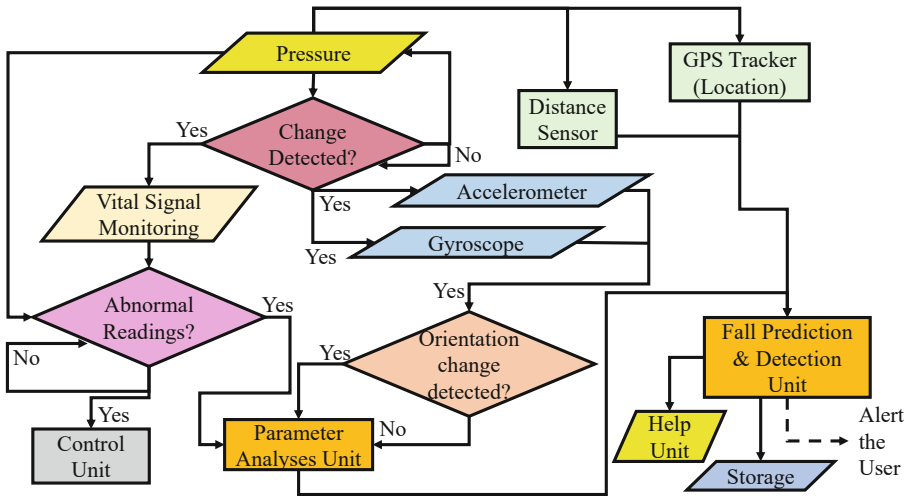 Pressure
GPS Tracker
(Location)
Distance
Sensor
Yes
Change
Detected?
No
Vital Signal
Monitoring
Yes
Accelerometer
Yes
Gyroscope
Abnormal
Readings?
Yes
No
Yes
Control
Unit
Yes
Orientation
change
detected?
Yes
No
Parameter
Analyses Unit
Fall Prediction
& Detection
Unit
Help
Unit
Storage
Alert
the
User